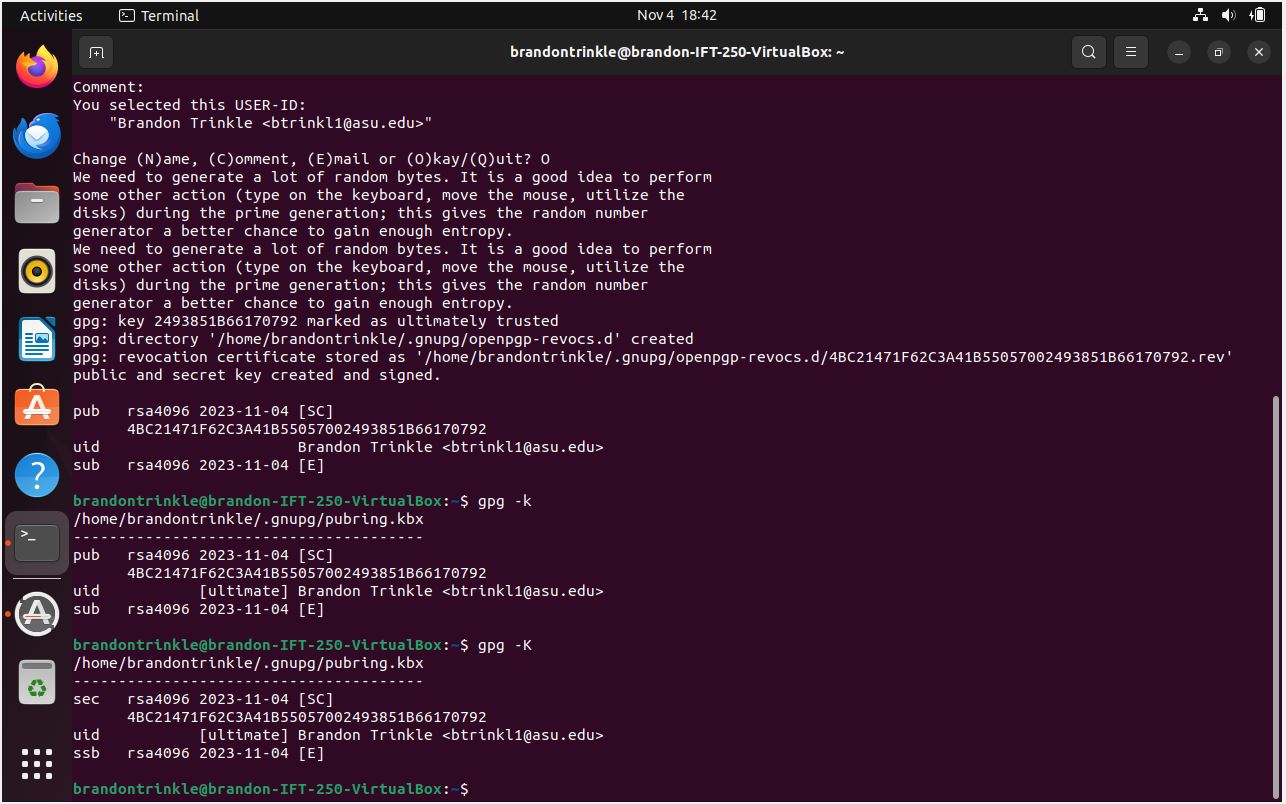 Activities Terminal Nov 4 18:42
brandontrinkle@brandon-IFT-250-VirtualBox: ~
Comment:
You selected this USER-ID:
    "Brandon Trinkle <btrinkl1@asu.edu>"

Change (N)ame, (C)omment, (E)mail or (O)kay/(Q)uit? O
We need to generate a lot of random bytes. It is a good idea to perform
some other action (type on the keyboard, move the mouse, utilize the
disks) during the prime generation; this gives the random number
generator a better chance to gain enough entropy.
We need to generate a lot of random bytes. It is a good idea to perform
some other action (type on the keyboard, move the mouse, utilize the
disks) during the prime generation; this gives the random number
generator a better chance to gain enough entropy.
gpg: key 2493851B66170792 marked as ultimately trusted
gpg: directory '/home/brandontrinkle/.gnupg/openpgp-revocs.d' created
gpg: revocation certificate stored as '/home/brandontrinkle/.gnupg/openpgp-revocs.d/4BC21471F62C3A41B55057002493851B66170792.rev'
public and secret key created and signed.

pub   rsa4096 2023-11-04 [SC]
      4BC21471F62C3A41B55057002493851B66170792
uid                      Brandon Trinkle <btrinkl1@asu.edu>
sub   rsa4096 2023-11-04 [E]

brandontrinkle@brandon-IFT-250-VirtualBox:~$ gpg -k
/home/brandontrinkle/.gnupg/pubring.kbx
---------------------------------------
pub   rsa4096 2023-11-04 [SC]
      4BC21471F62C3A41B55057002493851B66170792
uid           [ultimate] Brandon Trinkle <btrinkl1@asu.edu>
sub   rsa4096 2023-11-04 [E]

brandontrinkle@brandon-IFT-250-VirtualBox:~$ gpg -K
/home/brandontrinkle/.gnupg/pubring.kbx
---------------------------------------
sec   rsa4096 2023-11-04 [SC]
      4BC21471F62C3A41B55057002493851B66170792
uid           [ultimate] Brandon Trinkle <btrinkl1@asu.edu>
ssb   rsa4096 2023-11-04 [E]

brandontrinkle@brandon-IFT-250-VirtualBox:~$